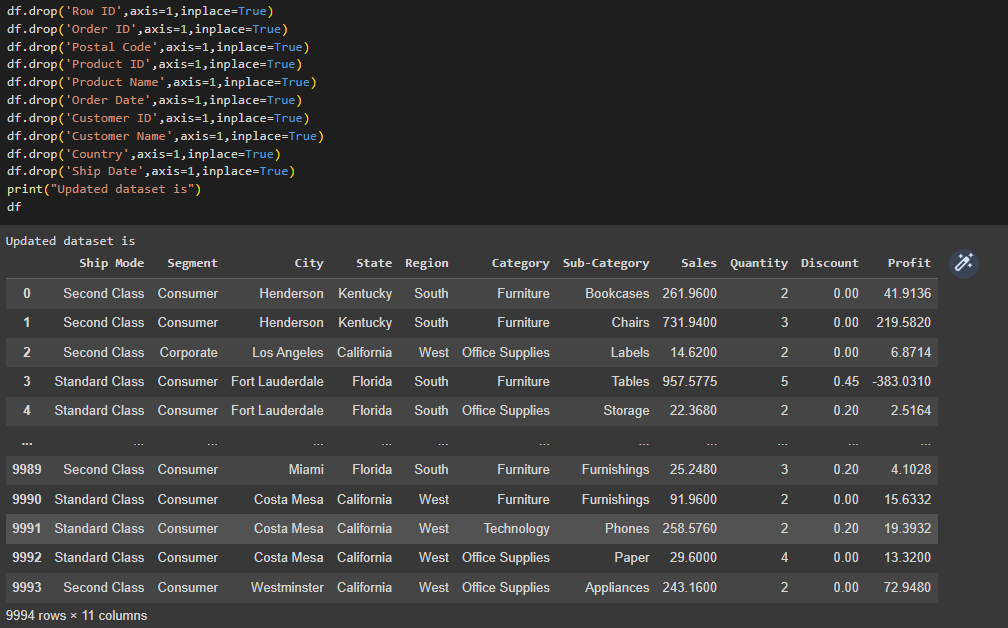 df.drop('Row ID',axis=1,inplace=True)
df.drop('Order ID',axis=1,inplace=True)
df.drop('Postal Code',axis=1,inplace=True)
df.drop('Product ID',axis=1,inplace=True)
df.drop('Product Name',axis=1,inplace=True)
df.drop('Order Date',axis=1,inplace=True)
df.drop('Customer ID',axis=1,inplace=True)
df.drop('Customer Name',axis=1,inplace=True)
df.drop('Country',axis=1,inplace=True)
df.drop('Ship Date',axis=1,inplace=True)
print("Updated dataset is")
df
Updated dataset is
Ship Mode Segment City State Region Category Sub-Category Sales Quantity Discount Profit
0 Second Class Consumer Henderson Kentucky South Furniture Bookcases 261.9600 2 0.00 41.9136
1 Second Class Consumer Henderson Kentucky South Furniture Chairs 731.9400 3 0.00 219.5820
2 Second Class Corporate Los Angeles California West Office Supplies Labels 14.6200 2 0.00 6.8714
3 Standard Class Consumer Fort Lauderdale Florida South Furniture Tables 957.5775 5 0.45 -383.0310
4 Standard Class Consumer Fort Lauderdale Florida South Office Supplies Storage 22.3680 2 0.20 2.5164
... ... ... ... ... ... ... ... ... ... ... ...
9989 Second Class Consumer Miami Florida South Furniture Furnishings 25.2480 3 0.20 4.1028
9990 Standard Class Consumer Costa Mesa California West Furniture Furnishings 91.9600 2 0.00 15.6332
9991 Standard Class Consumer Costa Mesa California West Technology Phones 258.5760 2 0.20 19.3932
9992 Standard Class Consumer Costa Mesa California West Office Supplies Paper 29.6000 4 0.00 13.3200
9993 Second Class Consumer Westminster California West Office Supplies Appliances 243.1600 2 0.00 72.9480
9994 rows × 11 columns